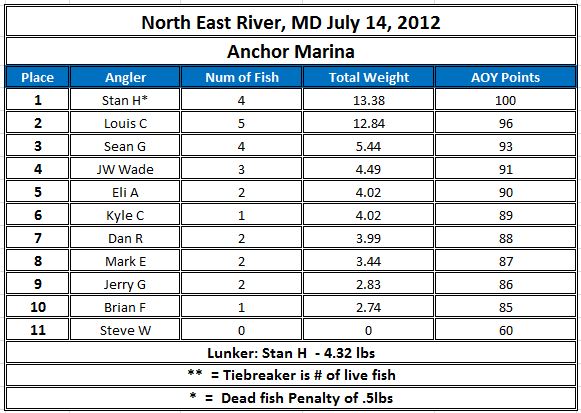 North East River, MD July 14, 2012
Anchor Marina
Place Angler Num of Fish Total Weight AOY Points
1 Stan H* 4 13.38 100
2 Louis C 5 12.84 96
3 Sean G 4 5.44 93
4 JW Wade 3 4.49 91
5 Eli A 2 4.02 90
6 Kyle C 1 4.02 89
7 Dan R 2 3.99 88
8 Mark E 2 3.44 87
9 Jerry G 2 2.83 86
10 Brian F 1 2.74 85
11 Steve W 0 0 60
Lunker: Stan H - 4.32 lbs
** = Tiebreaker is # of live fish
* = Dead fish Penalty of .5lbs